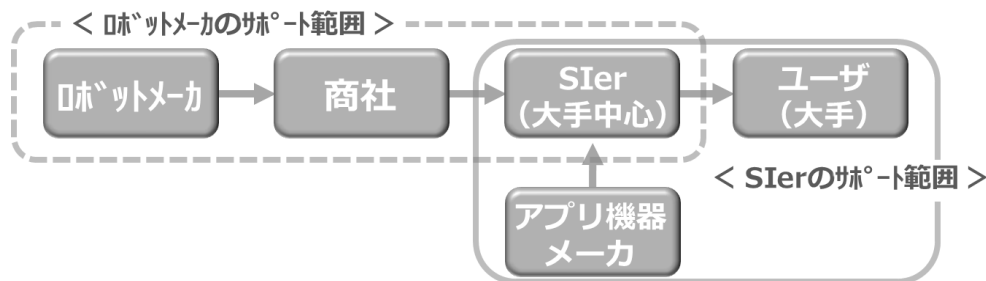 < ﾛﾎﾞｯﾄﾒｰｶのｻﾎﾟｰﾄ範囲 >
ﾛﾎﾞｯﾄﾒｰｶ
商社
SIer
(大手中心)
ユーザ
(大手)
< SIerのｻﾎﾟｰﾄ範囲 >
アプリ機器
メーカ